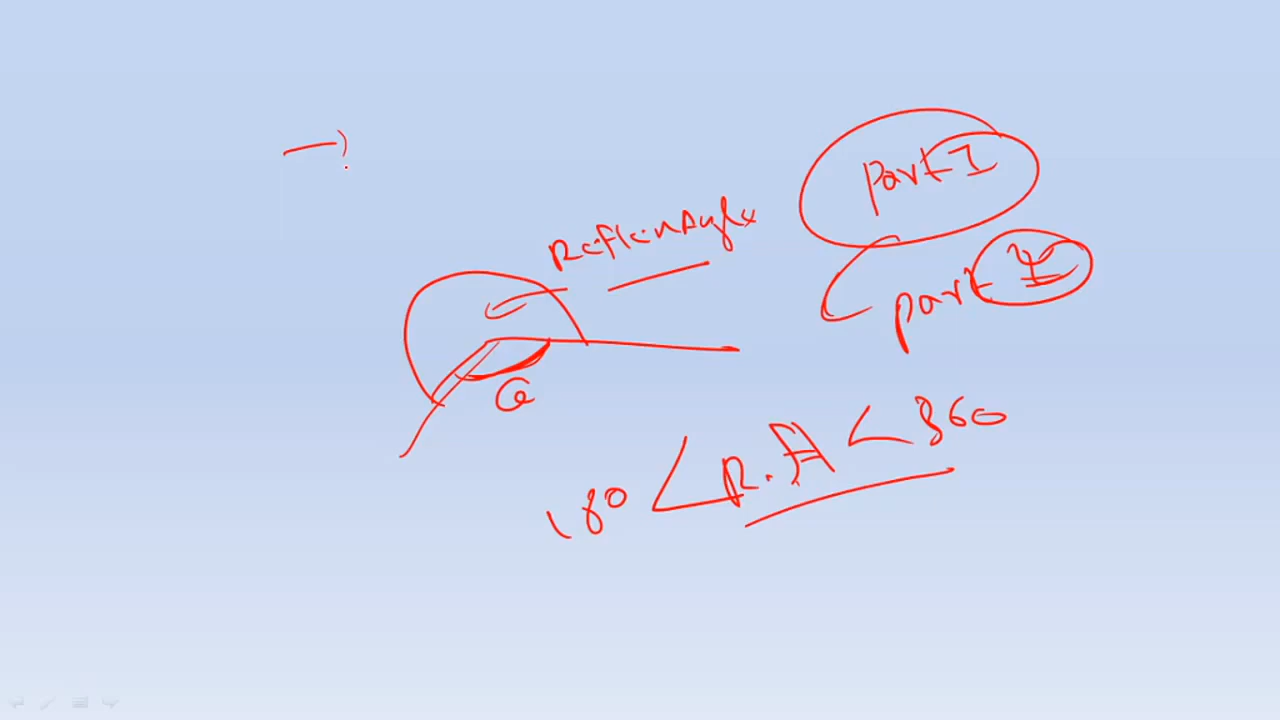 Part I
Reflex Angle
Part II
Q
180 < R.A < 360